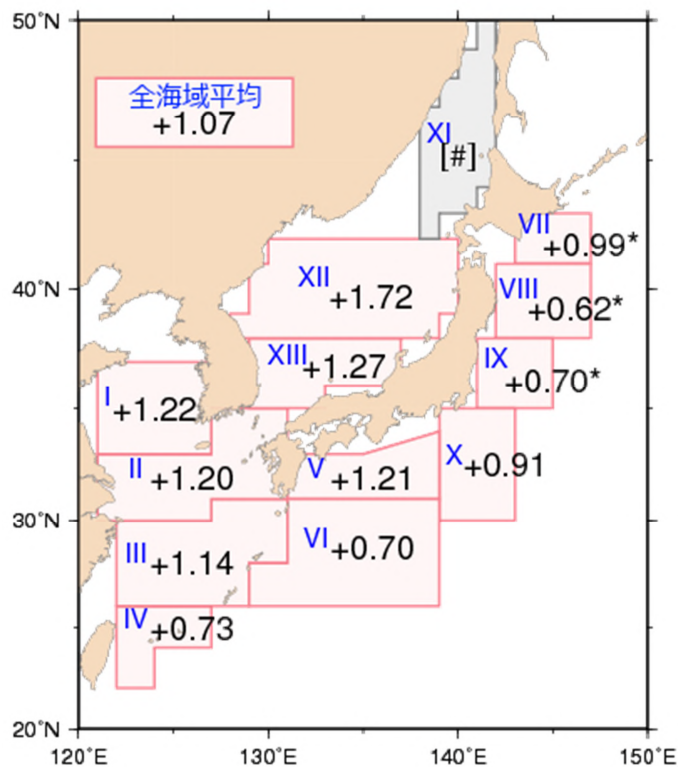 50°N
全海域平均
+1.07
XI
[#]
150°
VII
+0.99*
40°N
XII
+1.72
VIII
+0.62*
XIII
+1.27
IX
+0.70*
I
+1.22
II
+1.20
V
+1.21
X
+0.91
30°N
III
+1.14
VI
+0.70
IV
+0.73
20°N
120°E
130°E
140°E
150°E